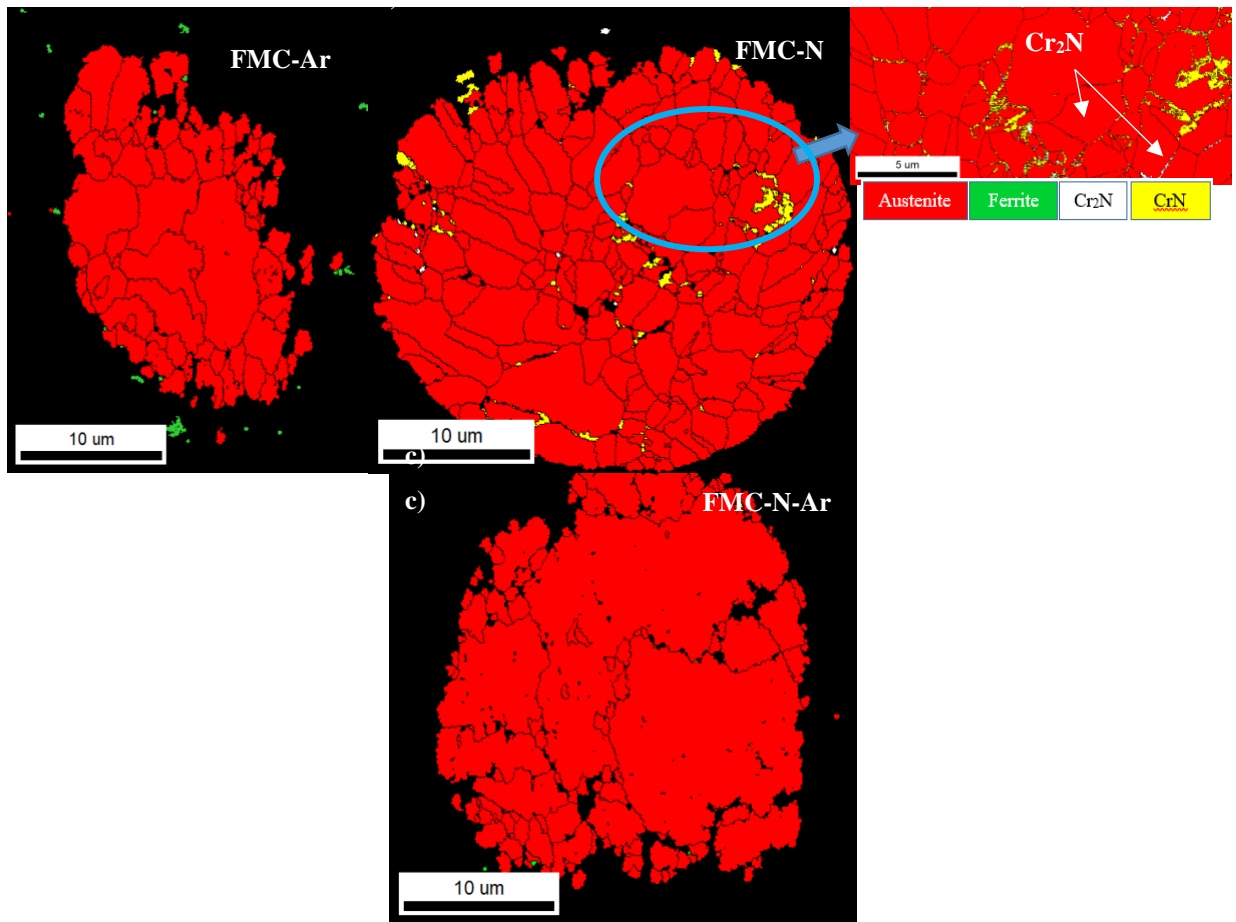 FMC-Ar
10 um
FMC-N
10 um
c)
Cr₂N
5 um
Austenite Ferrite Cr₂N CrN
c)
FMC-N-Ar
10 um